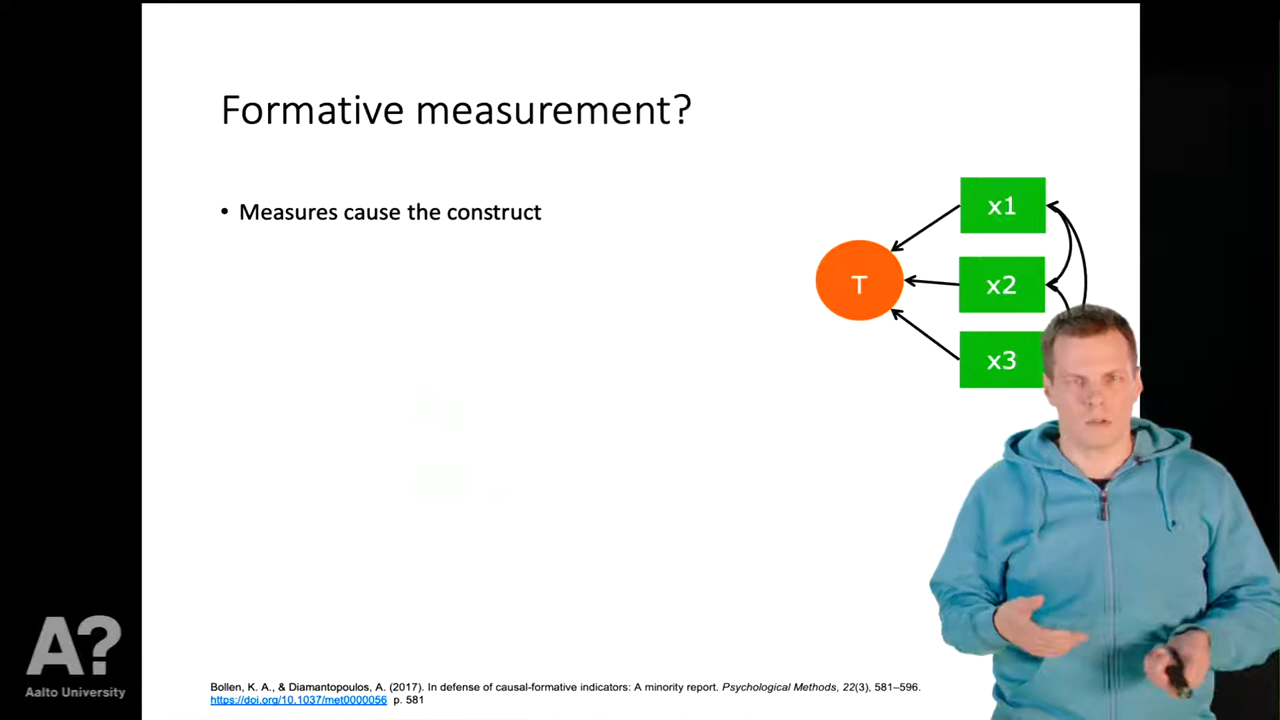 Formative measurement?
• Measures cause the construct
x1
T
x2
x3
A?
Aalto University
Bollen, K. A., & Diamantopoulos, A. (2017). In defense of causal-formative indicators: A minority report. Psychological Methods, 22(3), 581–596.
https://doi.org/10.1037/met0000056 p. 581